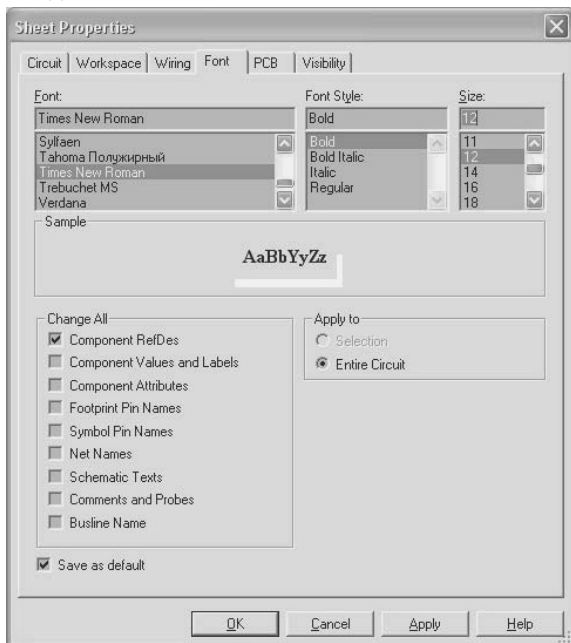 Sheet Properties
Circuit Workspace Wiring Font PCB Visibility
Font: Font Style: Size:
Times New Roman Bold 12
Sylfaen Bold 11
Tahoma Полужирный Bold Italic 12
Times New Roman Italic 14
Trebuchet MS Regular 16
Verdana 18
Sample
AaBbYyZz
Change All Apply to
Component RefDes Selection
Component Values and Labels Entire Circuit
Component Attributes
Footprint Pin Names
Symbol Pin Names
Net Names
Schematic Texts
Comments and Probes
Busline Name
Save as default
OK Cancel Apply Help